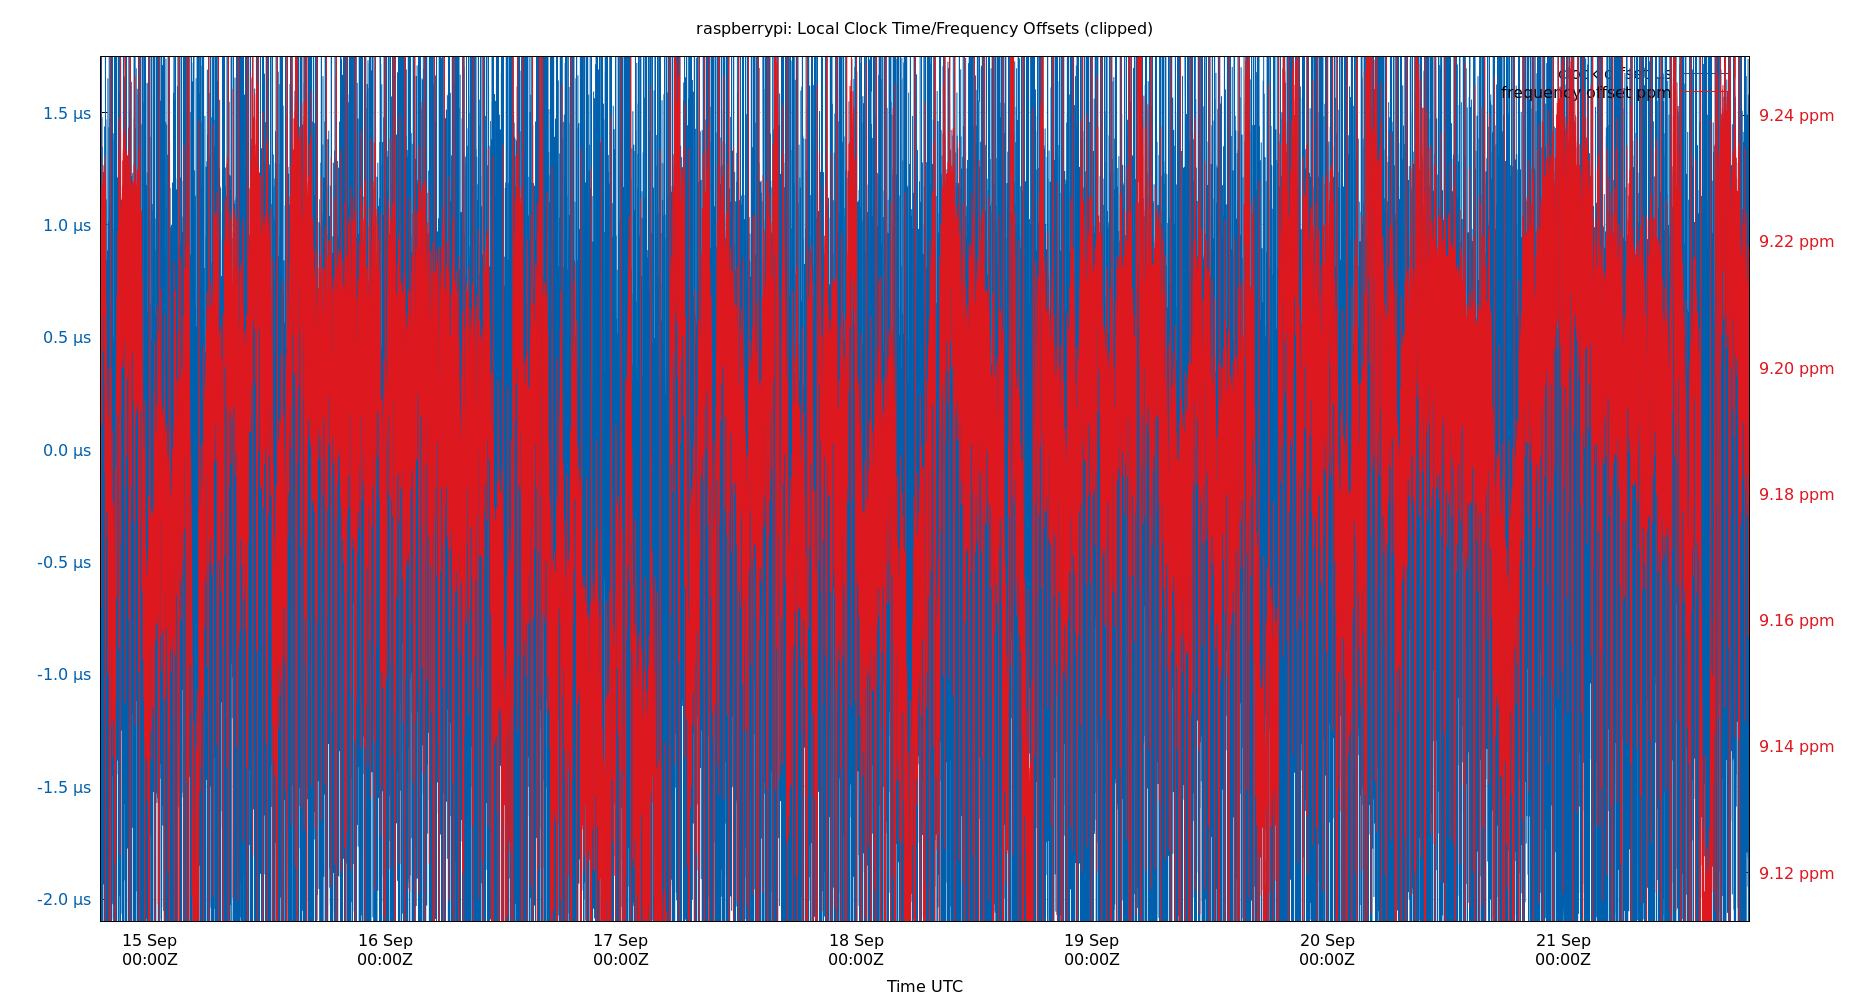 raspberrypi: Local Clock Time/Frequency Offsets (clipped)
clock offset µs
frequency offset ppm
1.5 µs
1.0 µs
0.5 µs
0.0 µs
-0.5 µs
-1.0 µs
-1.5 µs
-2.0 µs
9.24 ppm
9.22 ppm
9.20 ppm
9.18 ppm
9.16 ppm
9.14 ppm
9.12 ppm
15 Sep
00:00Z
16 Sep
00:00Z
17 Sep
00:00Z
18 Sep
00:00Z
19 Sep
00:00Z
20 Sep
00:00Z
21 Sep
00:00Z
Time UTC